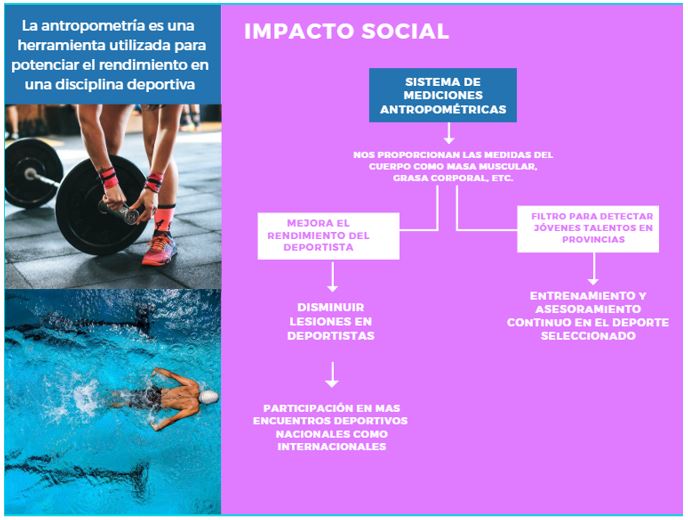 La antropometría es una
herramienta utilizada para
potenciar el rendimiento en
una disciplina deportiva
IMPACTO SOCIAL
SISTEMA DE
MEDICIONES
ANTROPOMÉTRICAS
NOS PROPORCIONAN LAS MEDIDAS DEL
CUERPO COMO MASA MUSCULAR,
GRASA CORPORAL, ETC.
MEJORA EL
RENDIMIENTO DEL
DEPORTISTA
DISMINUIR
LESIONES EN
DEPORTISTAS
PARTICIPACIÓN EN MAS
ENCUENTROS DEPORTIVOS
NACIONALES COMO
INTERNACIONALES
FILTRO PARA DETECTAR
JÓVENES TALENTOS EN
PROVINCIAS
ENTRENAMIENTO Y
ASESORAMIENTO
CONTINUO EN EL DEPORTE
SELECCIONADO